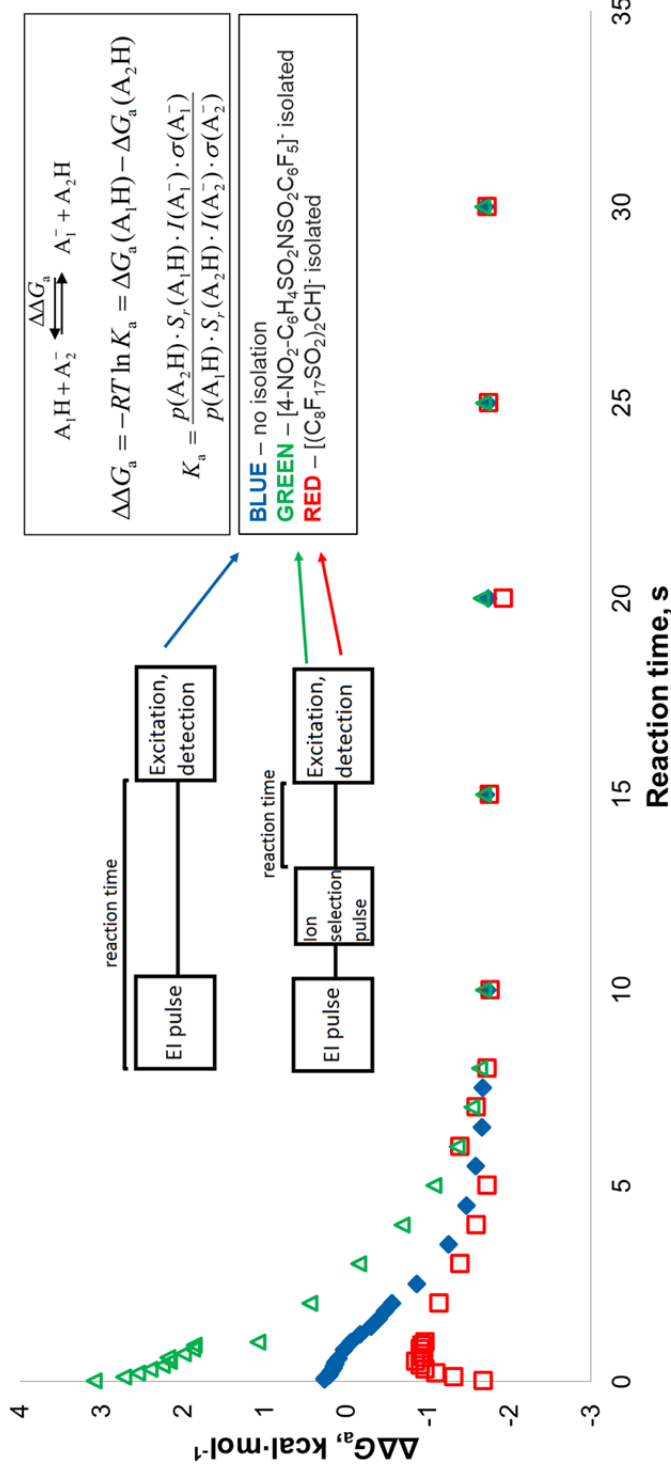 A₁H + A₂⁻ ⇌ A₁⁻ + A₂H
ΔΔGₐ
ΔΔGₐ = −RT ln Kₐ = ΔGₐ(A₁H) − ΔGₐ(A₂H)
Kₐ = p(A₂H) · Sᵣ(A₁H) · I(A₁⁻) · σ(A₁⁻)
p(A₁H) · Sᵣ(A₂H) · I(A₂⁻) · σ(A₂⁻)
BLUE – no isolation
GREEN – [4-NO₂-C₆H₄SO₂NSO₂C₆F₅]⁻ isolated
RED – [(C₈F₁₇SO₂)₂CH]⁻ isolated
reaction time
EI pulse
Excitation,
detection
reaction time
EI pulse
Ion
selection
pulse
Excitation,
detection
ΔΔGₐ, kcal·mol⁻¹
4
3
2
1
0
-1
-2
-3
0
5
10
15
20
25
30
35
Reaction time, s